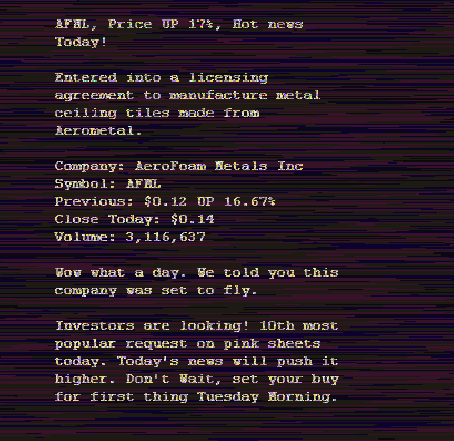 AFML, Price UP 17%, Hot news
Today!
Entered into a licensing
agreement to manufacture metal
ceiling tiles made from
Aerometal.
Company: AeroFoam Metals Inc
Symbol: AFML
Previous: $0.12 UP 16.67%
Close Today: $0.14
Volume: 3,116,637
Wow what a day. We told you this
company was set to fly.
Investors are looking! 10th most
popular request on pink sheets
today. Today's news will push it
higher. Don't Wait, set your buy
for first thing Tuesday Morning.